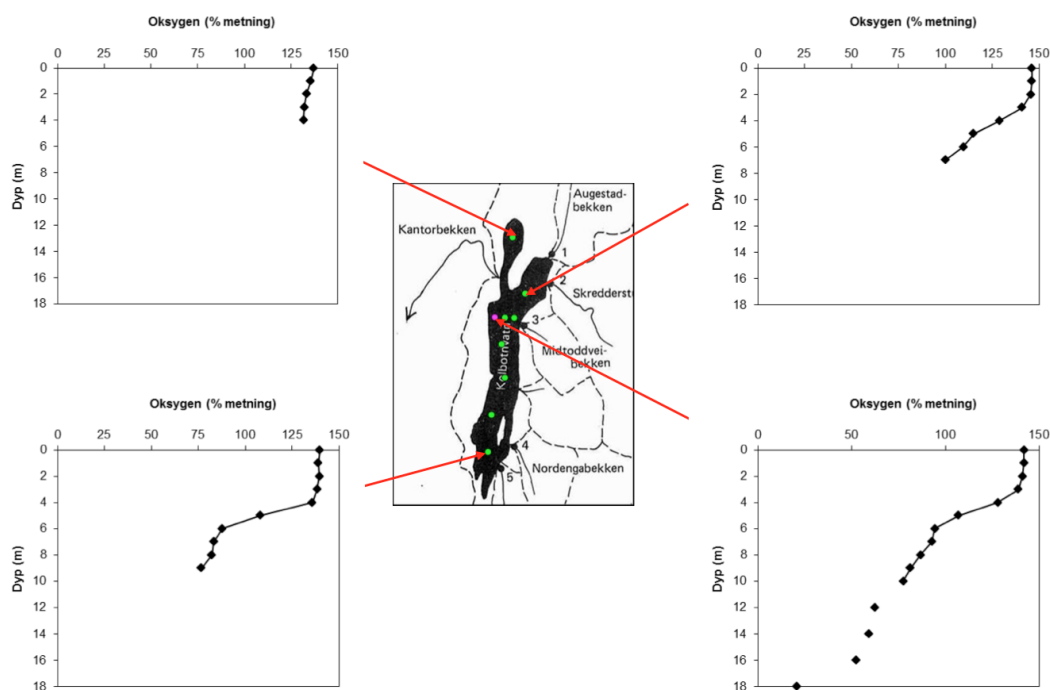 Oksygen (% metning)
0 25 50 75 100 125 150
0
2
4
6
8
10
12
14
16
18
Dyp (m)
Oksygen (% metning)
0 25 50 75 100 125 150
0
2
4
6
8
10
12
14
16
18
Dyp (m)
Augestad-
bekken
Kantorbekken
1
2
Skredderst
3
Midtoddvei-
bekken
Kolbotnvatn
4
Nordengabekken
5
Oksygen (% metning)
0 25 50 75 100 125 150
0
2
4
6
8
10
12
14
16
18
Dyp (m)
Oksygen (% metning)
0 50 100 150
0
2
4
6
8
10
12
14
16
18
Dyp (m)